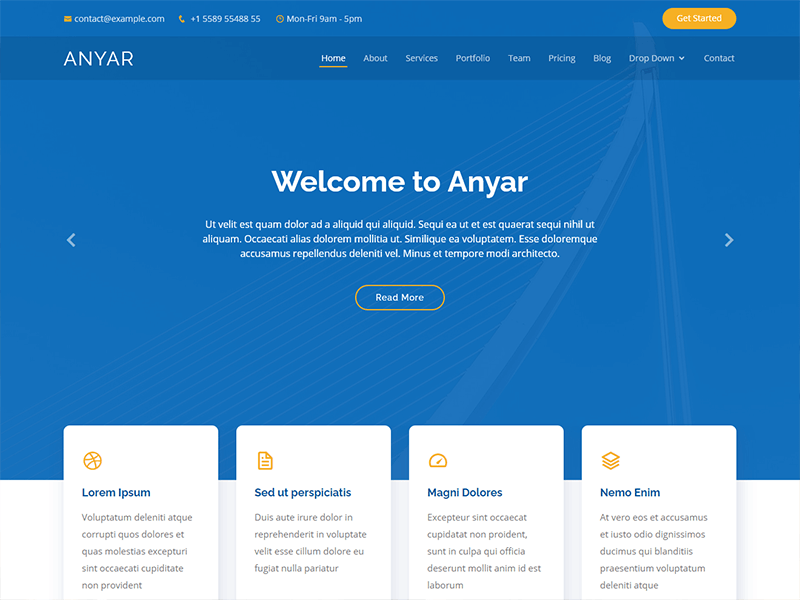 contact@example.com +1 5589 55488 55 Mon-Fri 9am - 5pm Get Started
ANYAR Home About Services Portfolio Team Pricing Blog Drop Down Contact
Welcome to Anyar
Ut velit est quam dolor ad a aliquid qui aliquid. Sequi ea ut et est quaerat sequi nihil ut
aliquam. Occaecati alias dolorem mollitia ut. Similique ea voluptatem. Esse doloremque
accusamus repellendus deleniti vel. Minus et tempore modi architecto.
Read More
Lorem Ipsum
Voluptatum deleniti atque
corrupti quos dolores et
quas molestias excepturi
sint occaecati cupiditate
non provident
Sed ut perspiciatis
Duis aute irure dolor in
reprehenderit in voluptate
velit esse cillum dolore eu
fugiat nulla pariatur
Magni Dolores
Excepteur sint occaecat
cupidatat non proident,
sunt in culpa qui officia
deserunt mollit anim id est
laborum
Nemo Enim
At vero eos et accusamus
et iusto odio dignissimos
ducimus qui blanditiis
praesentium voluptatum
deleniti atque